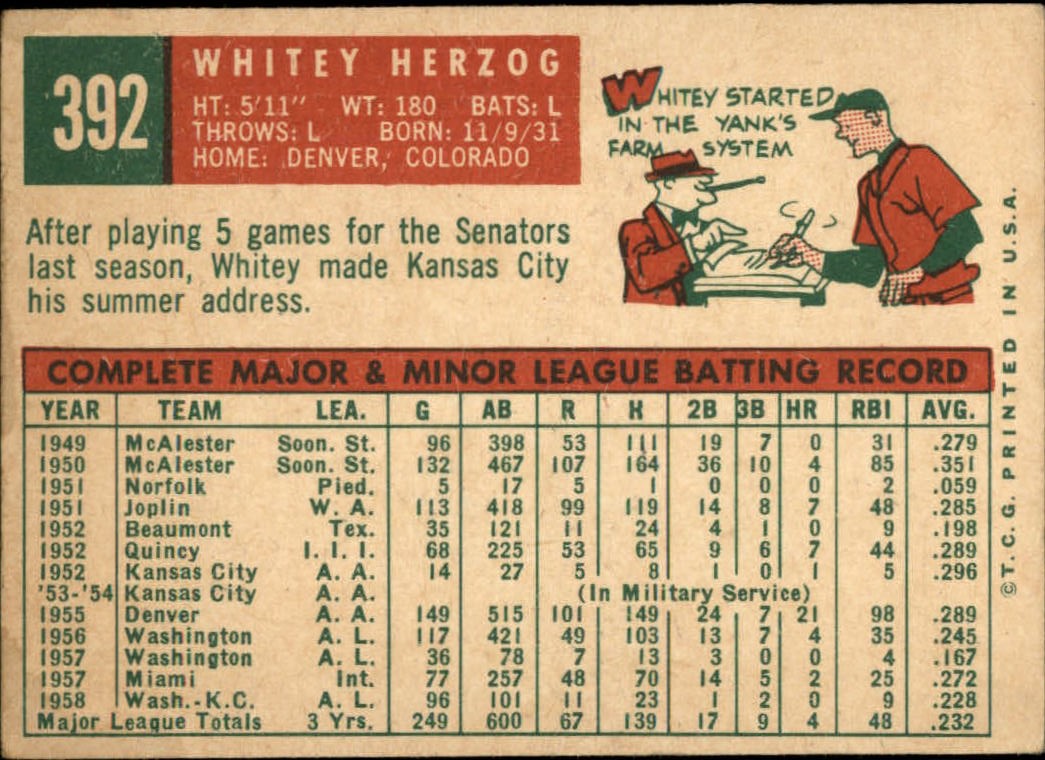 392
WHITEY HERZOG
HT: 5'11" WT: 180 BATS: L
THROWS: L BORN: 11/9/31
HOME: DENVER, COLORADO
WHITEY STARTED
IN THE YANK'S
FARM SYSTEM
After playing 5 games for the Senators
last season, Whitey made Kansas City
his summer address.
COMPLETE MAJOR & MINOR LEAGUE BATTING RECORD
YEAR TEAM LEA. G AB R H 2B 3B HR RBI AVG.
1949 McAlester Soon. St. 96 398 53 111 19 7 0 31 .279
1950 McAlester Soon. St. 132 467 107 164 36 10 4 85 .351
1951 Norfolk Pied. 5 17 5 1 0 0 0 2 .059
1951 Joplin W. A. 113 418 99 119 14 8 7 48 .285
1952 Beaumont Tex. 35 121 11 24 4 1 0 9 .198
1952 Quincy I. I. I. 68 225 53 65 9 6 7 44 .289
1952 Kansas City A. A. 14 27 5 8 1 0 1 5 .296
'53-'54 Kansas City A. A. (In Military Service)
1955 Denver A. A. 149 515 101 149 24 7 21 98 .289
1956 Washington A. L. 117 421 49 103 13 7 4 35 .245
1957 Washington A. L. 36 78 7 13 3 0 0 4 .167
1957 Miami Int. 77 257 48 70 14 5 2 25 .272
1958 Wash.-K.C. A. L. 96 101 11 23 1 2 0 9 .228
Major League Totals 3 Yrs. 249 600 67 139 17 9 4 48 .232
©T.C.G. PRINTED IN U.S.A.